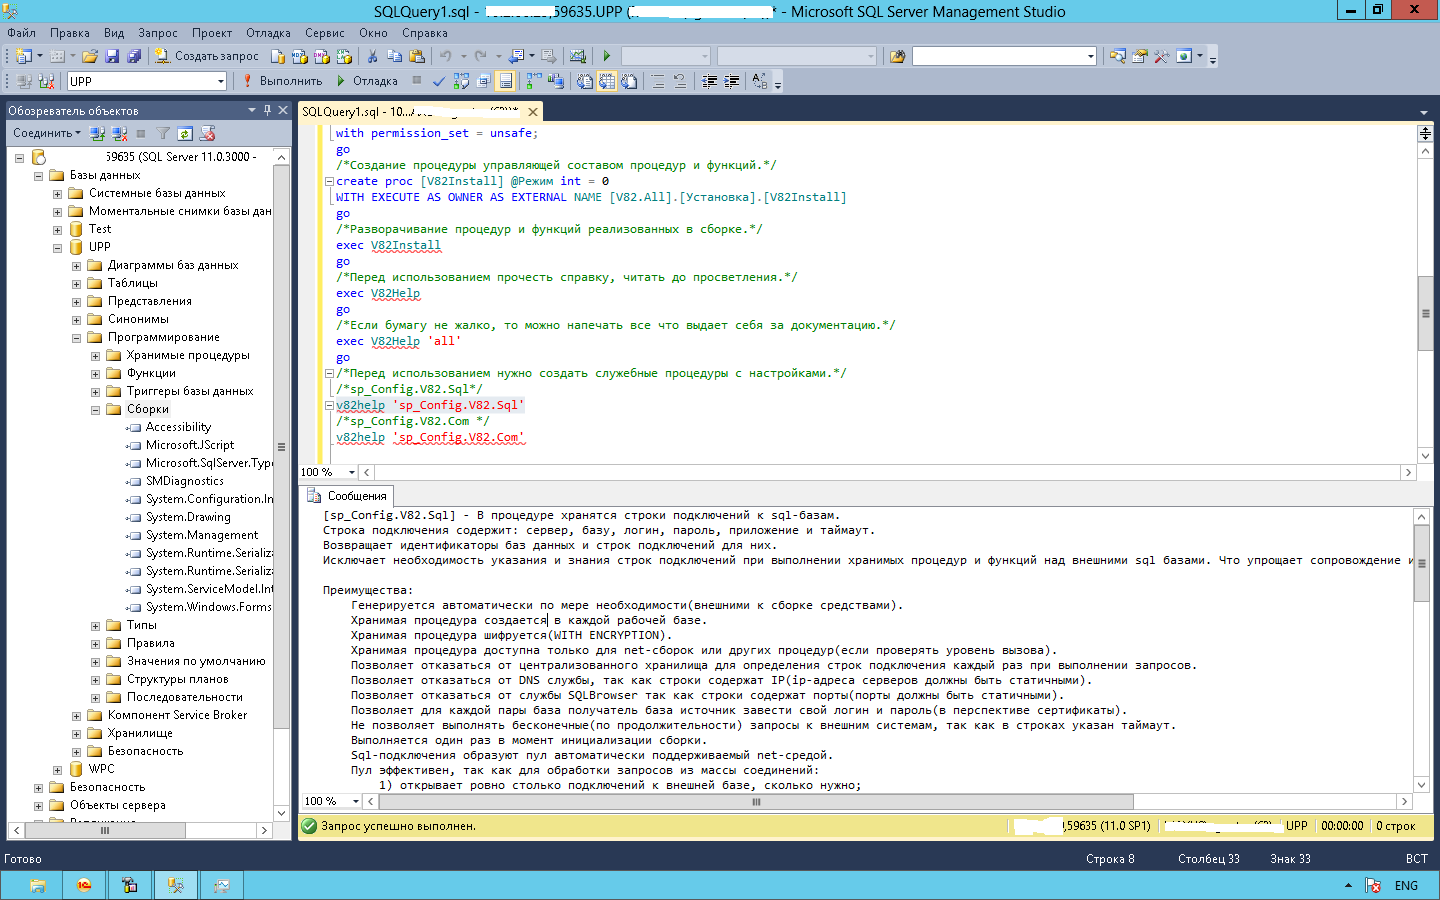 SQLQuery1.sql - 59635.UPP ( - Microsoft SQL Server Management Studio
Файл Правка Вид Запрос Проект Отладка Сервис Окно Справка
Создать запрос
UPP Выполнить Отладка
Обозреватель объектов
Соединить
59635 (SQL Server 11.0.3000 -
Базы данных
Системные базы данных
Моментальные снимки базы дан
Test
UPP
Диаграммы баз данных
Таблицы
Представления
Синонимы
Программирование
Хранимые процедуры
Функции
Триггеры базы данных
Сборки
Accessibility
Microsoft.JScript
Microsoft.SqlServer.Type
SMDiagnostics
System.Configuration.In
System.Drawing
System.Management
System.Runtime.Serializa
System.Runtime.Serializa
System.ServiceModel.Int
System.Windows.Forms
Типы
Правила
Значения по умолчанию
Структуры планов
Последовательности
Компонент Service Broker
Хранилище
Безопасность
WPC
Безопасность
Объекты сервера
SQLQuery1.sql - 10...
with permission_set = unsafe;
go
/*Создание процедуры управляющей составом процедур и функций.*/
create proc [V82Install] @Режим int = 0
WITH EXECUTE AS OWNER AS EXTERNAL NAME [V82.All].[Установка].[V82Install]
go
/*Разворачивание процедур и функций реализованных в сборке.*/
exec V82Install
go
/*Перед использованием прочесть справку, читать до просветления.*/
exec V82Help
go
/*Если бумагу не жалко, то можно напечать все что выдает себя за документацию.*/
exec V82Help 'all'
go
/*Перед использованием нужно создать служебные процедуры с настройками.*/
/*sp_Config.V82.Sql*/
v82help 'sp_Config.V82.Sql'
/*sp_Config.V82.Com */
v82help 'sp_Config.V82.Com'
100 %
Сообщения
[sp_Config.V82.Sql] - В процедуре хранятся строки подключений к sql-базам.
Строка подключения содержит: сервер, базу, логин, пароль, приложение и таймаут.
Возвращает идентификаторы баз данных и строк подключений для них.
Исключает необходимость указания и знания строк подключений при выполнении хранимых процедур и функций над внешними sql базами. Что упрощает сопровождение и
Преимущества:
Генерируется автоматически по мере необходимости(внешними к сборке средствами).
Хранимая процедура создается в каждой рабочей базе.
Хранимая процедура шифруется(WITH ENCRYPTION).
Хранимая процедура доступна только для net-сборок или других процедур(если проверять уровень вызова).
Позволяет отказаться от централизованного хранилища для определения строк подключения каждый раз при выполнении запросов.
Позволяет отказаться от DNS службы, так как строки содержат IP(ip-адреса серверов должны быть статичными).
Позволяет отказаться от службы SQLBrowser так как строки содержат порты(порты должны быть статичными).
Позволяет для каждой пары база получатель база источник завести свой логин и пароль(в перспективе сертификаты).
Не позволяет выполнять бесконечные(по продолжительности) запросы к внешним системам, так как в строках указан таймаут.
Выполняется один раз в момент инициализации сборки.
Sql-подключения образуют пул автоматически поддерживаемый net-средой.
Пул эффективен, так как для обработки запросов из массы соединений:
1) открывает ровно столько подключений к внешней базе, сколько нужно;
100 %
Запрос успешно выполнен. ,59635 (11.0 SP1) UPP 00:00:00 0 строк
Готово Строка 8 Столбец 33 Знак 33 ВСТ
ENG